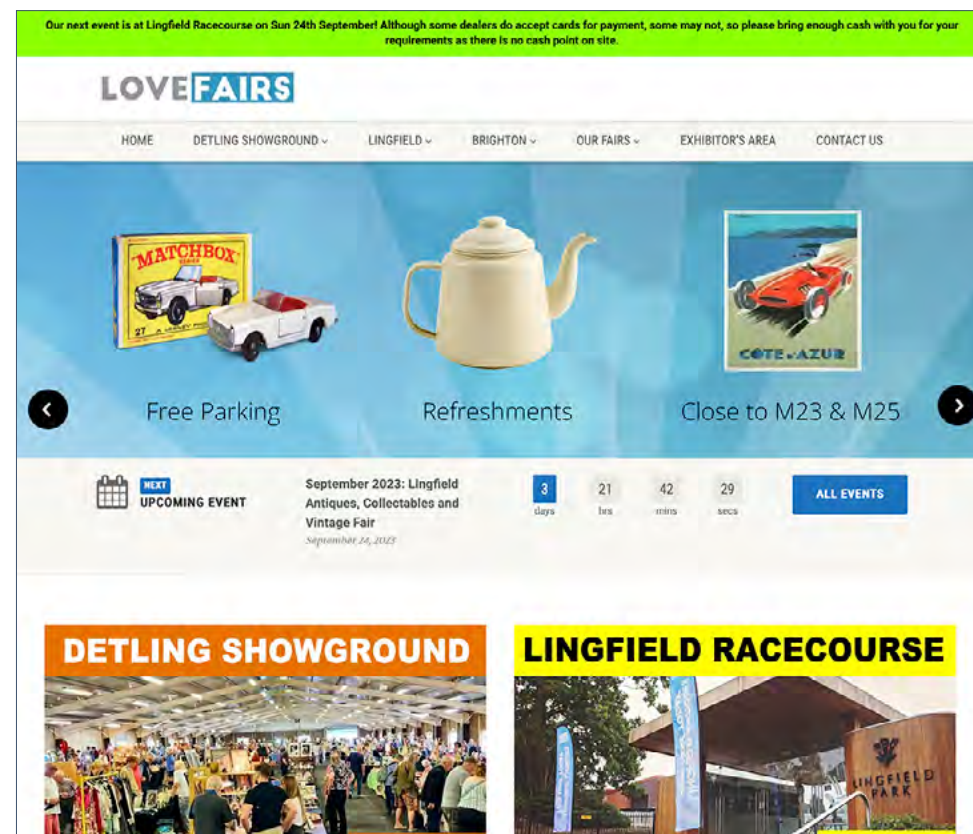 Our next event is at Lingfield Racecourse on Sun 24th September! Although some dealers do accept cards for payment, some may not, so please bring enough cash with you for your
requirements as there is no cash point on site.
LOVEFAIRS
HOME DETLING SHOWGROUND LINGFIELD BRIGHTON OUR FAIRS EXHIBITOR'S AREA CONTACT US
"MATCHBOX"
SERIES
27
COTE d'AZUR
Free Parking Refreshments Close to M23 & M25
NEXT
UPCOMING EVENT
September 2023: Lingfield
Antiques, Collectables and
Vintage Fair
September 24, 2023
3 21 42 29
days hrs mins secs
ALL EVENTS
DETLING SHOWGROUND
LINGFIELD RACECOURSE
LINGFIELD
PARK